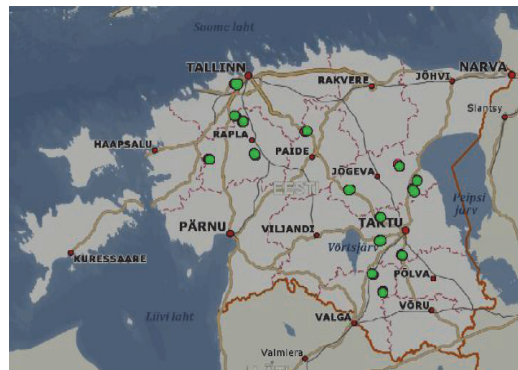 Soome laht
TALLINN
NARVA
JÕHVI
RAKVERE
Slantsy
HAAPSALU
RAPLA
PAIDE
JÕGEVA
EESTI
Peipsi
järv
PÄRNU
VILJANDI
TARTU
Võrtsjärv
KURESSAARE
PÕLVA
Liivi laht
VALGA
VÕRU
Valmiera